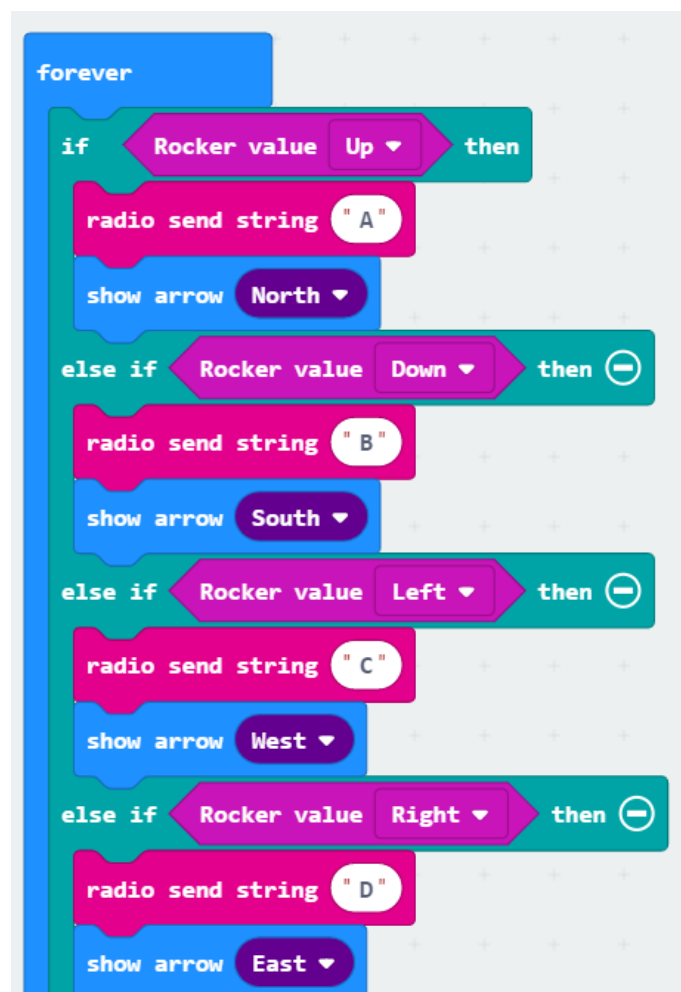 forever
if Rocker value Up then
radio send string "A"
show arrow North
else if Rocker value Down then
radio send string "B"
show arrow South
else if Rocker value Left then
radio send string "C"
show arrow West
else if Rocker value Right then
radio send string "D"
show arrow East